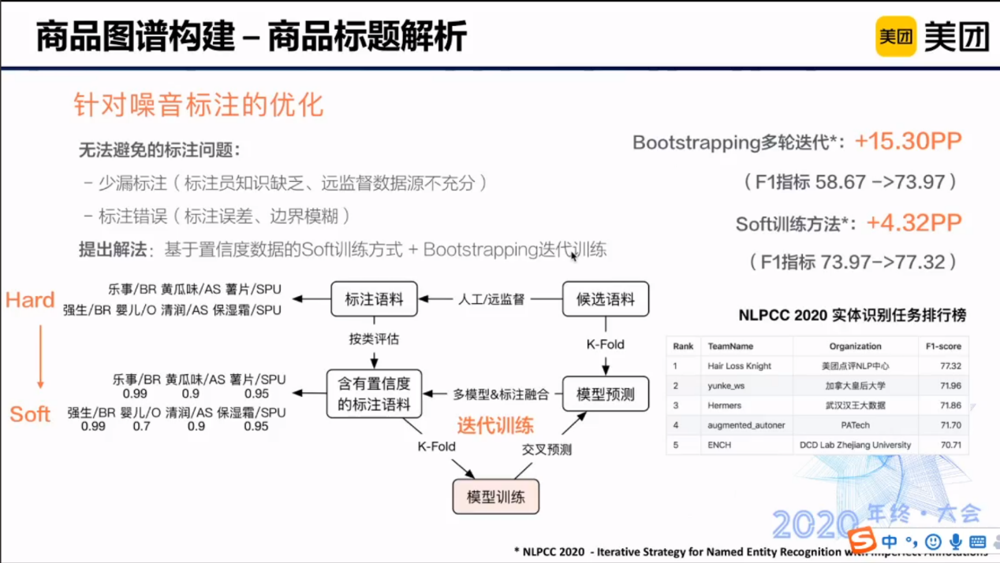 商品图谱构建 – 商品标题解析
美团 美团
针对噪音标注的优化
无法避免的标注问题：
– 少漏标注（标注员知识缺乏、远监督数据源不充分）
– 标注错误（标注误差、边界模糊）
提出解法：基于置信度数据的Soft训练方式 + Bootstrapping迭代训练
Bootstrapping多轮迭代*：+15.30PP
（F1指标 58.67 –>73.97）
Soft训练方法*：+4.32PP
（F1指标 73.97–>77.32）
Hard
乐事/BR 黄瓜味/AS 薯片/SPU
强生/BR 婴儿/O 清润/AS 保湿霜/SPU
标注语料
人工/远监督
候选语料
按类评估
K-Fold
Soft
乐事/BR 黄瓜味/AS 薯片/SPU
0.99 0.9 0.95
强生/BR 婴儿/O 清润/AS 保湿霜/SPU
0.99 0.7 0.9 0.95
含有置信度
的标注语料
多模型&标注融合
模型预测
迭代训练
K-Fold
交叉预测
模型训练
NLPCC 2020 实体识别任务排行榜
Rank TeamName Organization F1-score
1 Hair Loss Knight 美团点评NLP中心 77.32
2 yunke_ws 加拿大皇后大学 71.96
3 Hermers 武汉汉王大数据 71.86
4 augmented_autoner PATech 71.70
5 ENCH DCD Lab Zhejiang University 70.71
2020 年终·大会
S 中 °,
* NLPCC 2020 - Iterative Strategy for Named Entity Recognition with Imperfect Annotations